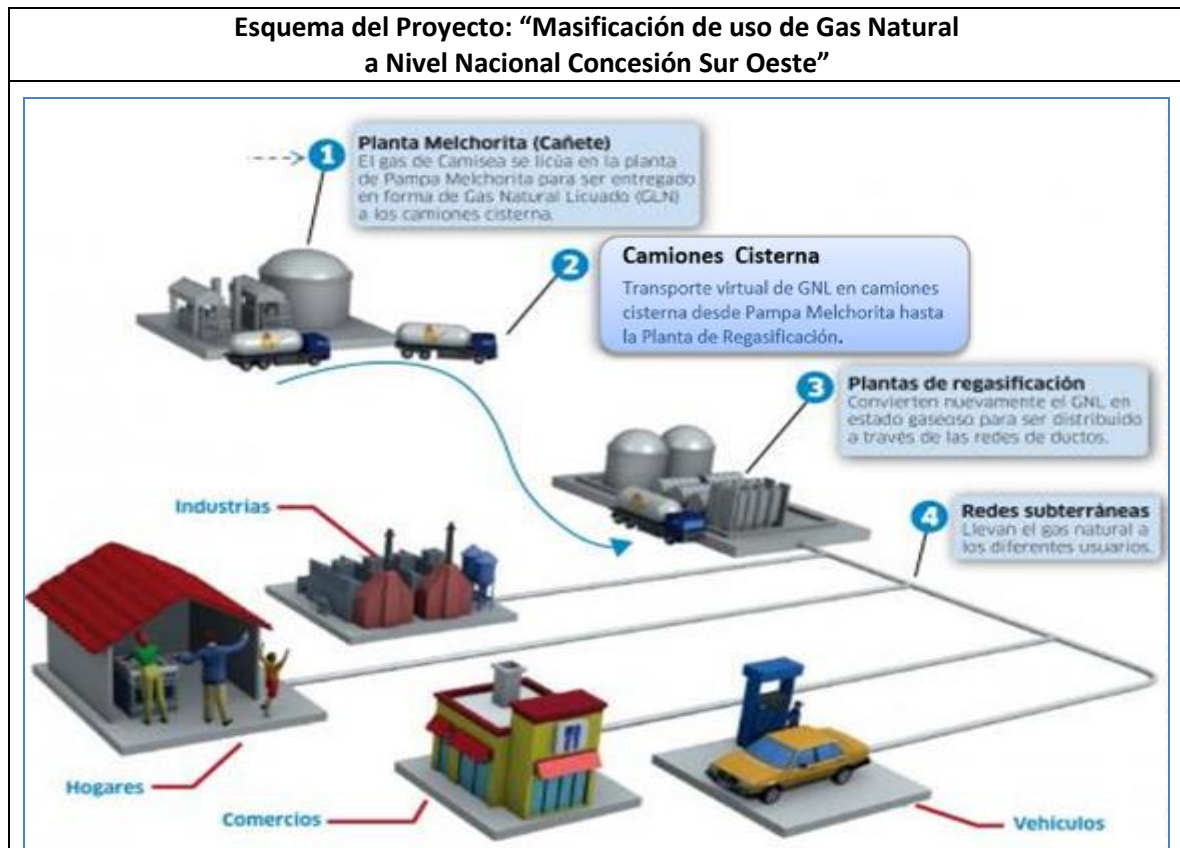 Esquema del Proyecto: “Masificación de uso de Gas Natural
a Nivel Nacional Concesión Sur Oeste”
1
Planta Melchorita (Cañete)
El gas de Camisea se licúa en la planta
de Pampa Melchorita para ser entregado
en forma de Gas Natural Licuado (GLN)
a los camiones cisterna.
2
Camiones Cisterna
Transporte virtual de GNL en camiones
cisterna desde Pampa Melchorita hasta
la Planta de Regasificación.
3
Plantas de regasificación
Convierten nuevamente el GNL en
estado gaseoso para ser distribuido
a través de las redes de ductos.
4
Redes subterráneas
Llevan el gas natural a
los diferentes usuarios.
Industrias
Hogares
Comercios
Vehículos